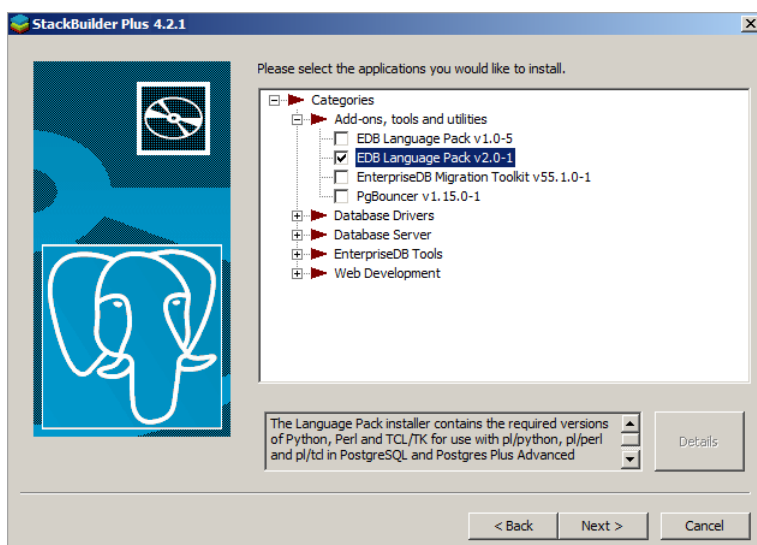 StackBuilder Plus 4.2.1
Please select the applications you would like to install.
Categories
Add-ons, tools and utilities
EDB Language Pack v1.0-5
EDB Language Pack v2.0-1
EnterpriseDB Migration Toolkit v55.1.0-1
PgBouncer v1.15.0-1
Database Drivers
Database Server
EnterpriseDB Tools
Web Development
The Language Pack installer contains the required versions
of Python, Perl and TCL/TK for use with pl/python, pl/perl
and pl/tcl in PostgreSQL and Postgres Plus Advanced
Details
< Back
Next >
Cancel